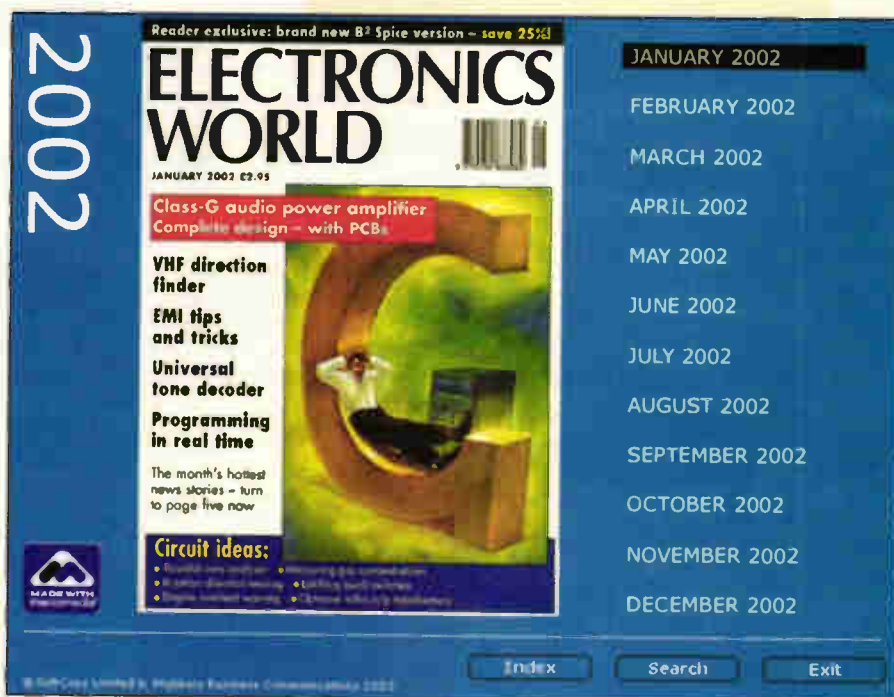 2002
Reader exclusive: brand new B² Spice version – save 25%!
ELECTRONICS
WORLD
JANUARY 2002 £2.95
Class-G audio power amplifier
Complete design – with PCBs
VHF direction
finder
EMI tips
and tricks
Universal
tone decoder
Programming
in real time
The month's hottest
news stories – turn
to page five now
Circuit ideas:
MADE WITH
macromedia
JANUARY 2002
FEBRUARY 2002
MARCH 2002
APRIL 2002
MAY 2002
JUNE 2002
JULY 2002
AUGUST 2002
SEPTEMBER 2002
OCTOBER 2002
NOVEMBER 2002
DECEMBER 2002
Index
Search
Exit